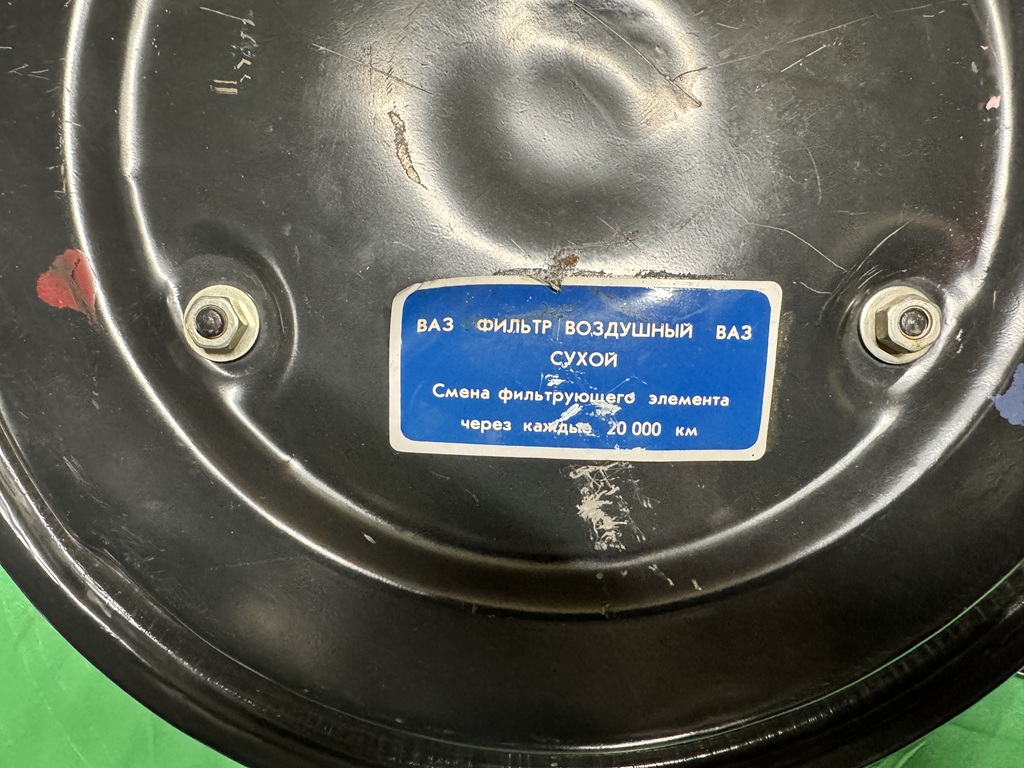 ВАЗ ФИЛЬТР ВОЗДУШНЫЙ ВАЗ
СУХОЙ
Смена фильтрующего элемента
через каждые 20 000 км